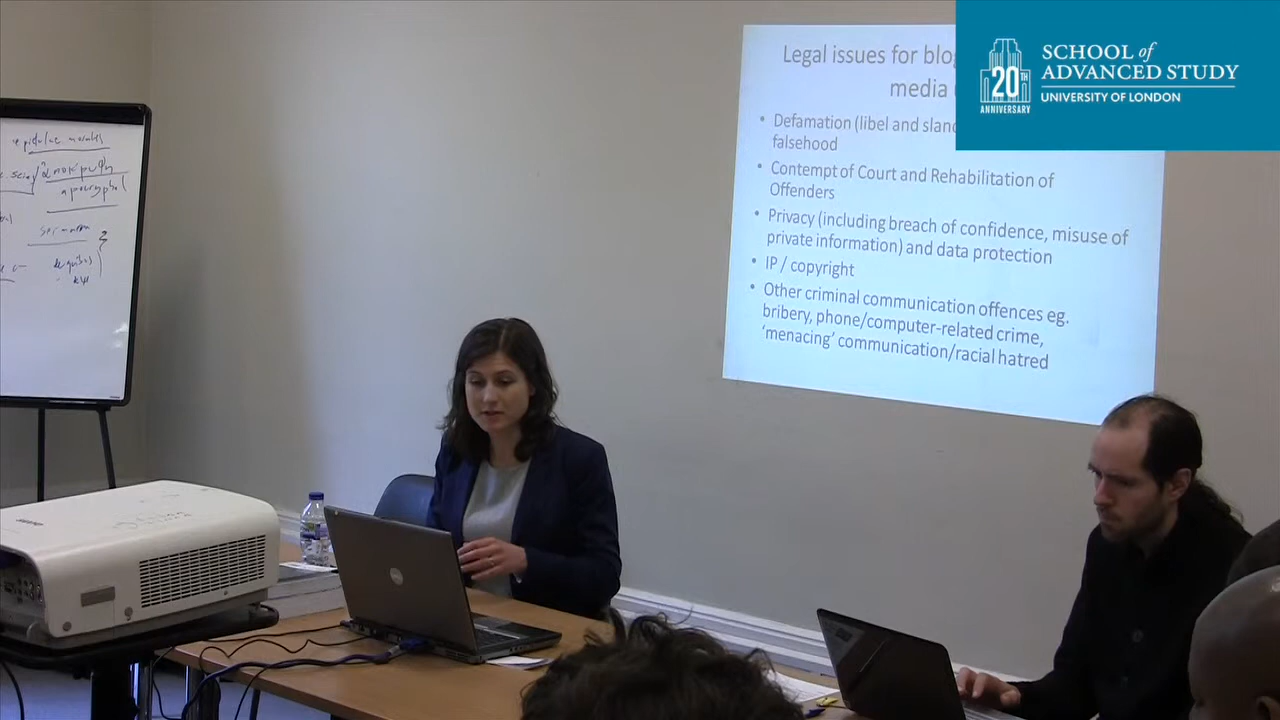 Legal issues for
media
• Defamation (libel and
falsehood
• Contempt of Court and Rehabilitation of
Offenders
• Privacy (including breach of confidence, misuse of
private information) and data protection
• IP / copyright
• Other criminal communication offences eg.
bribery, phone/computer-related crime,
'menacing' communication/racial hatred
20TH
ANNIVERSARY
SCHOOL of
ADVANCED STUDY
UNIVERSITY OF LONDON
apocryphal